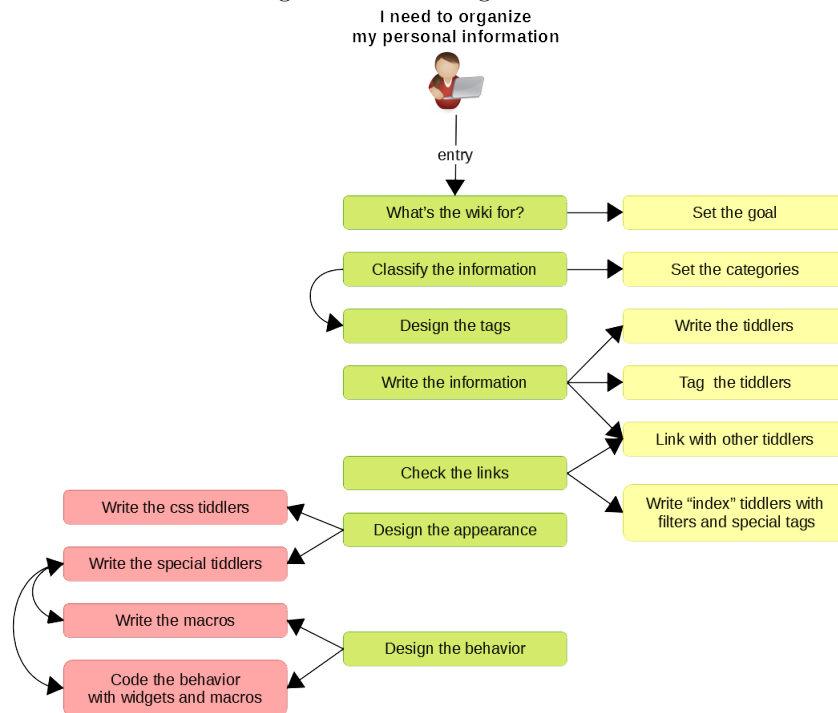 I need to organize
my personal information
entry
What's the wiki for?
Set the goal
Classify the information
Set the categories
Design the tags
Write the tiddlers
Write the information
Tag the tiddlers
Link with other tiddlers
Check the links
Write the css tiddlers
Write “index” tiddlers with
filters and special tags
Design the appearance
Write the special tiddlers
Write the macros
Design the behavior
Code the behavior
with widgets and macros